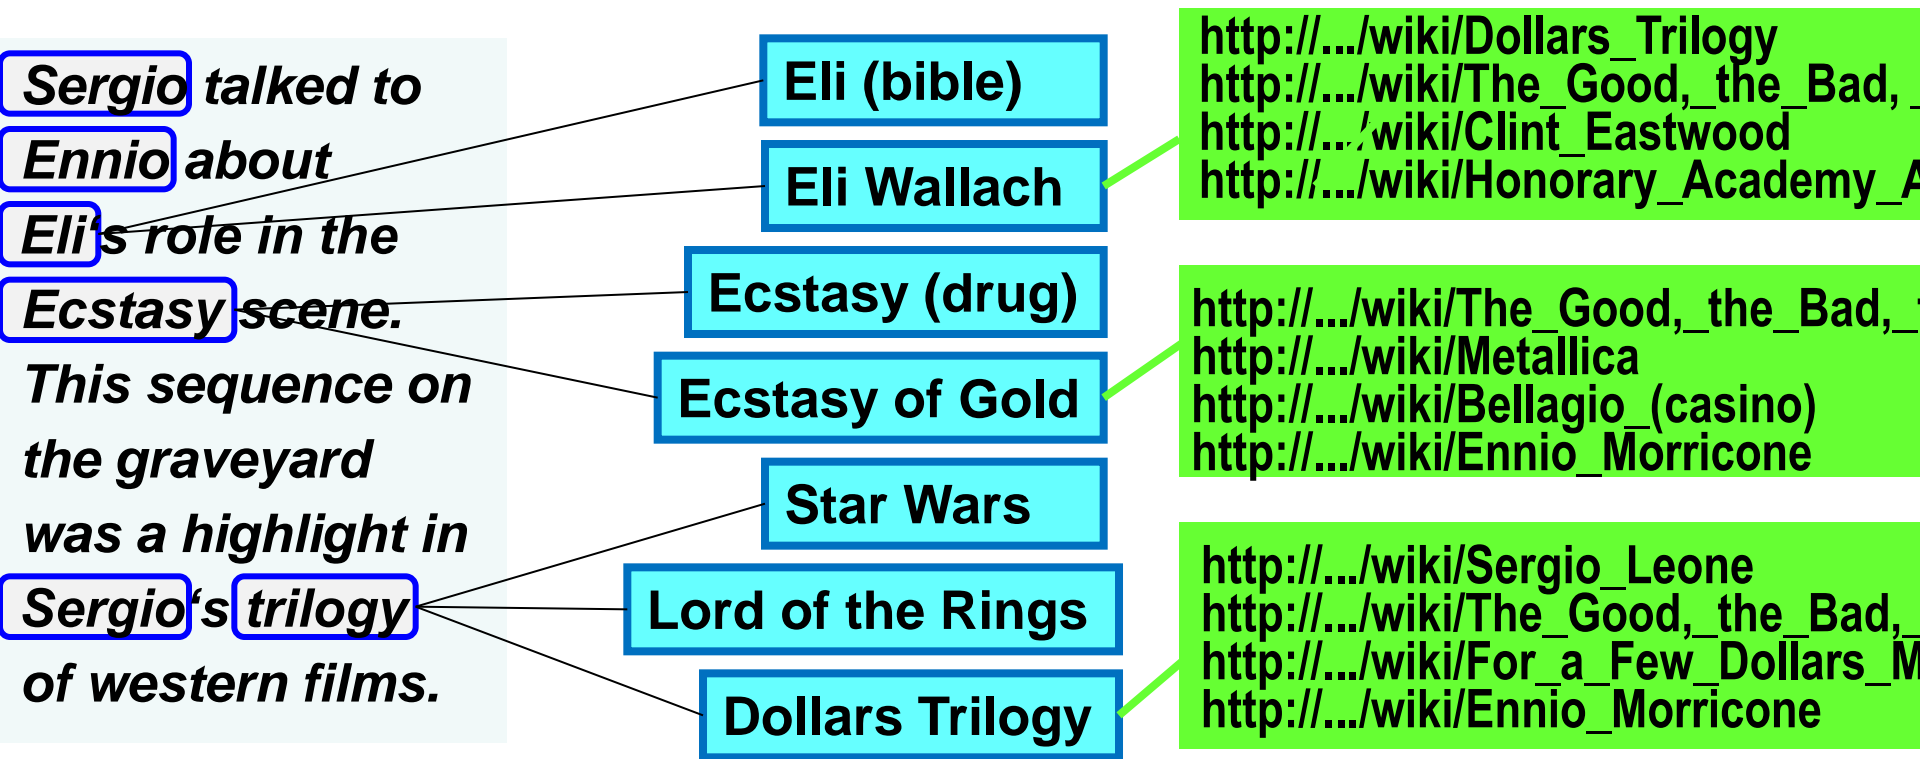 Sergio talked to
Ennio about
Eli‘s role in the
Ecstasy scene.
This sequence on
the graveyard
was a highlight in
Sergio‘s trilogy
of western films.
Eli (bible)
Eli Wallach
Ecstasy (drug)
Ecstasy of Gold
Star Wars
Lord of the Rings
Dollars Trilogy
http://.../wiki/Dollars_Trilogy
http://.../wiki/The_Good,_the_Bad, _
http://.../wiki/Clint_Eastwood
http://.../wiki/Honorary_Academy_A
http://.../wiki/The_Good,_the_Bad,_t
http://.../wiki/Metallica
http://.../wiki/Bellagio_(casino)
http://.../wiki/Ennio_Morricone
http://.../wiki/Sergio_Leone
http://.../wiki/The_Good,_the_Bad,_
http://.../wiki/For_a_Few_Dollars_M
http://.../wiki/Ennio_Morricone